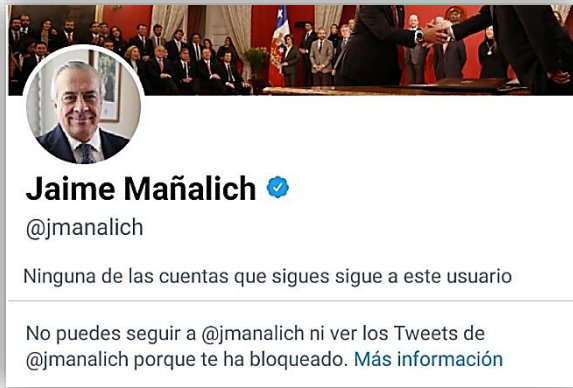 Jaime Mañalich
@jmanalich
Ninguna de las cuentas que sigues sigue a este usuario
No puedes seguir a @jmanalich ni ver los Tweets de
@jmanalich porque te ha bloqueado. Más información